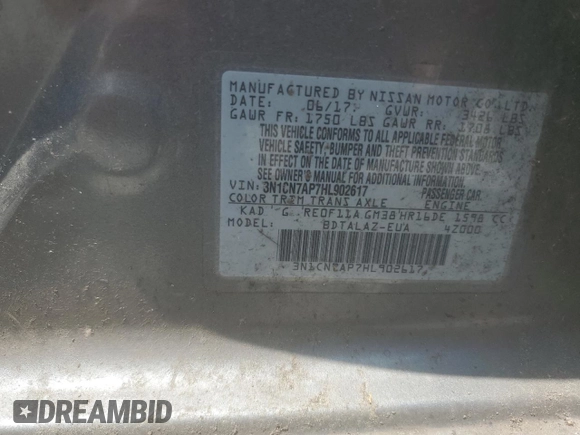 MANUFACTURED BY NISSAN MOTOR CO.,LTD.
DATE: 06/17 GVWR: 3426 LBS
GAWR FR: 1750 LBS GAWR RR: 1708 LBS
THIS VEHICLE CONFORMS TO ALL APPLICABLE FEDERAL MOTOR
VEHICLE SAFETY, BUMPER AND THEFT PREVENTION STANDARDS
IN EFFECT ON THE DATE OF MANUFACTURE SHOWN ABOVE.
SEE OWNER'S MANUAL FOR ADDITIONAL INFORMATION
VIN: 3N1CN7AP7HL902617 PASSENGER CAR
COLOR TRIM TRANS AXLE ENGINE
KAD G RE0F11A GM38 HR16DE 1598 CC
MODEL: BDTALAZ-EUA 4Z000
3N1CN7AP7HL902617
DREAMBID